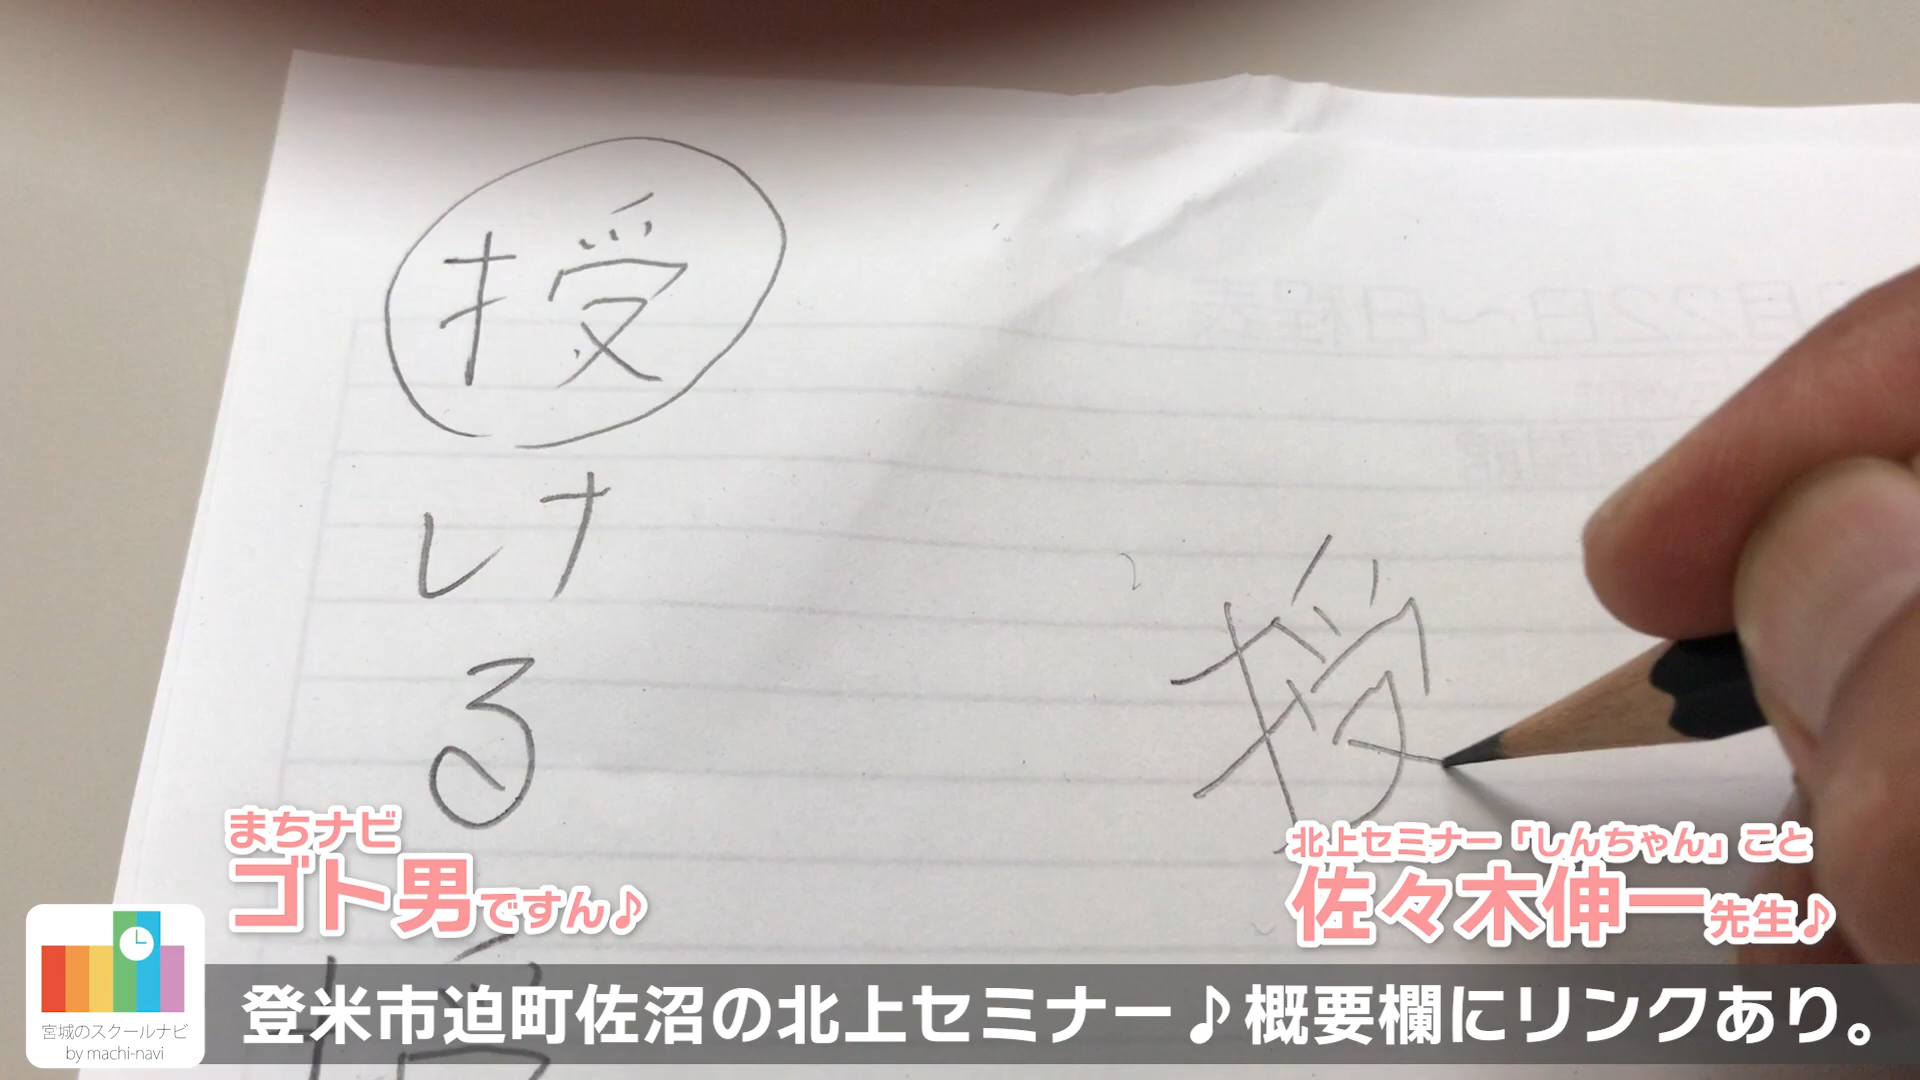 授
け
る
授
まちナビ
ゴト男ですん♪
北上セミナー「しんちゃん」こと
佐々木伸一先生♪
宮城のスクールナビ
by machi-navi
登米市迫町佐沼の北上セミナー♪概要欄にリンクあり。